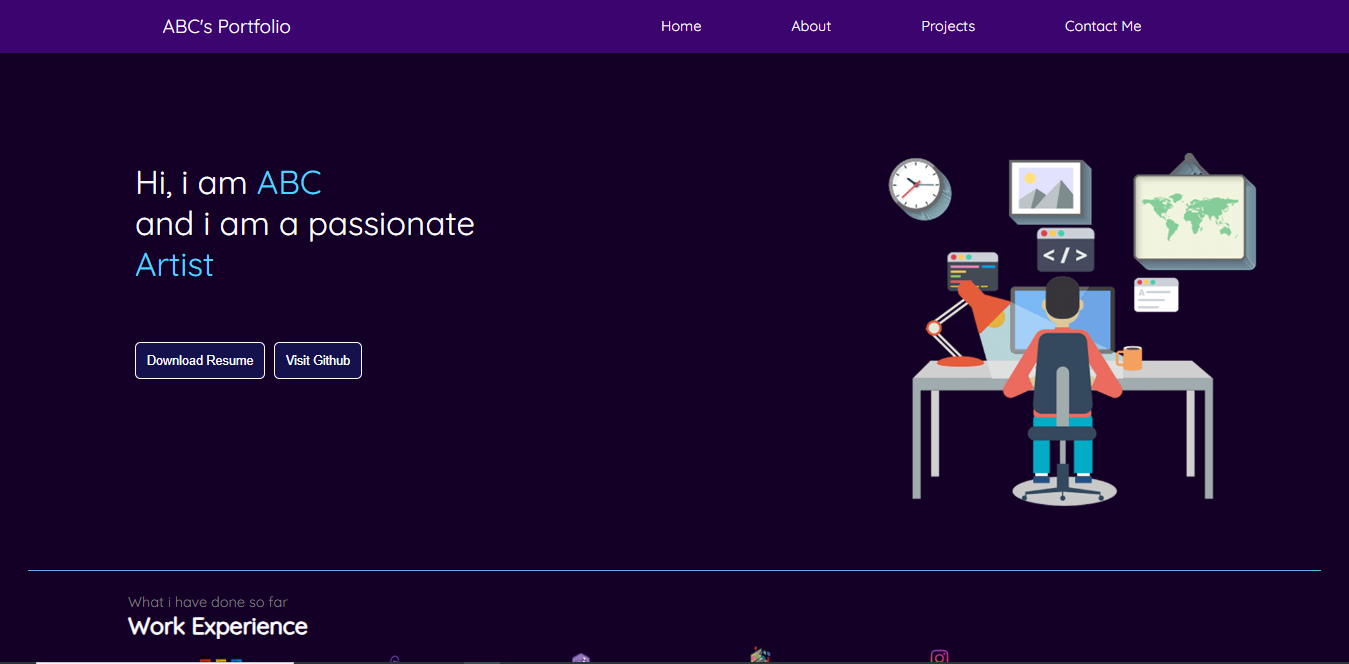 ABC's Portfolio
Home
About
Projects
Contact Me
Hi, i am ABC
and i am a passionate
Artist
</>
A
Download Resume
Visit Github
What i have done so far
Work Experience